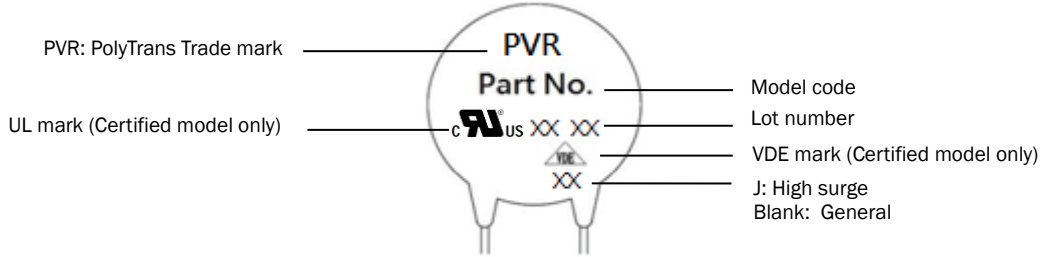 PVR: PolyTrans Trade mark
PVR
Part No.
Model code
UL mark (Certified model only)
c RU ® US XX XX
Lot number
VDE
VDE mark (Certified model only)
XX
J: High surge
Blank: General